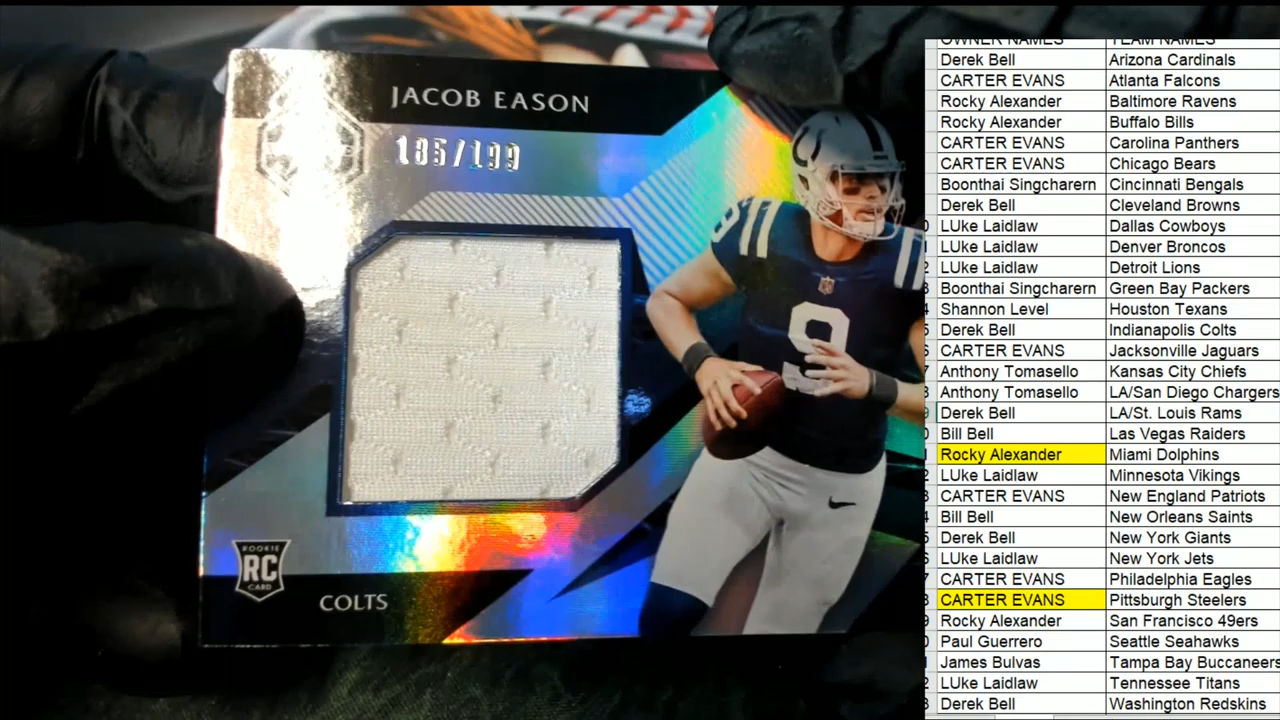 JACOB EASON
185/199
9
9
RC
ROOKIE
CARD
COLTS
OWNER NAMES TEAM NAMES
Derek Bell Arizona Cardinals
CARTER EVANS Atlanta Falcons
Rocky Alexander Baltimore Ravens
Rocky Alexander Buffalo Bills
CARTER EVANS Carolina Panthers
CARTER EVANS Chicago Bears
Boonthai Singcharern Cincinnati Bengals
Derek Bell Cleveland Browns
LUke Laidlaw Dallas Cowboys
LUke Laidlaw Denver Broncos
LUke Laidlaw Detroit Lions
Boonthai Singcharern Green Bay Packers
Shannon Level Houston Texans
Derek Bell Indianapolis Colts
CARTER EVANS Jacksonville Jaguars
Anthony Tomasello Kansas City Chiefs
Anthony Tomasello LA/San Diego Chargers
Derek Bell LA/St. Louis Rams
Bill Bell Las Vegas Raiders
Rocky Alexander Miami Dolphins
LUke Laidlaw Minnesota Vikings
CARTER EVANS New England Patriots
Bill Bell New Orleans Saints
Derek Bell New York Giants
LUke Laidlaw New York Jets
CARTER EVANS Philadelphia Eagles
CARTER EVANS Pittsburgh Steelers
Rocky Alexander San Francisco 49ers
Paul Guerrero Seattle Seahawks
James Bulvas Tampa Bay Buccaneers
LUke Laidlaw Tennessee Titans
Derek Bell Washington Redskins